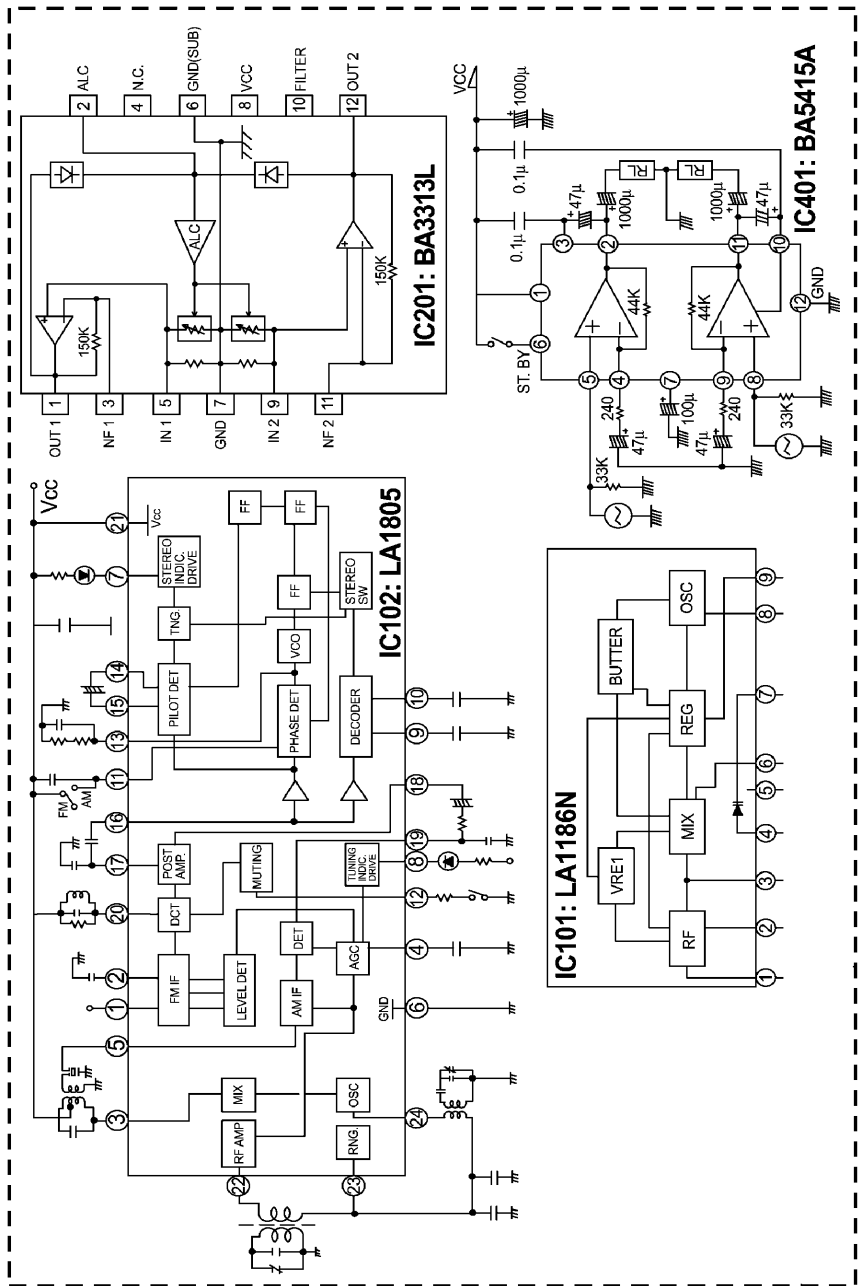 ALC
N.C.
GND(SUB)
VCC
FILTER
OUT 2
2
4
6
8
10
12
ALC
150K
150K
1
3
5
7
9
11
OUT 1
NF 1
IN 1
GND
IN 2
NF 2
IC201: BA3313L
VCC
0.1µ
0.1µ
1000µ
47µ
1000µ
RL
RL
1000µ
47µ
3
2
11
10
1
6
ST. BY
44K
44K
12
GND
5
4
7
9
8
240
47µ
100µ
240
47µ
33K
33K
IC401: BA5415A
Vcc
3
5
1
2
20
17
16
FM
AM
11
13
15
14
7
21
Vcc
FM IF
DCT
POST
AMP.
LEVEL DET
MUTING
AM IF
DET
AGC
TUNING
INDIC.
DRIVE
PILOT DET
TNG.
STEREO
INDIC.
DRIVE
PHASE DET
VCO
FF
FF
FF
DECODER
STEREO
SW
MIX
OSC
RF AMP
RNG.
GND
22
23
24
6
4
12
8
19
18
9
10
IC102: LA1805
VRE1
BUTTER
RF
MIX
REG
OSC
1
2
3
4
5
6
7
8
9
IC101: LA1186N